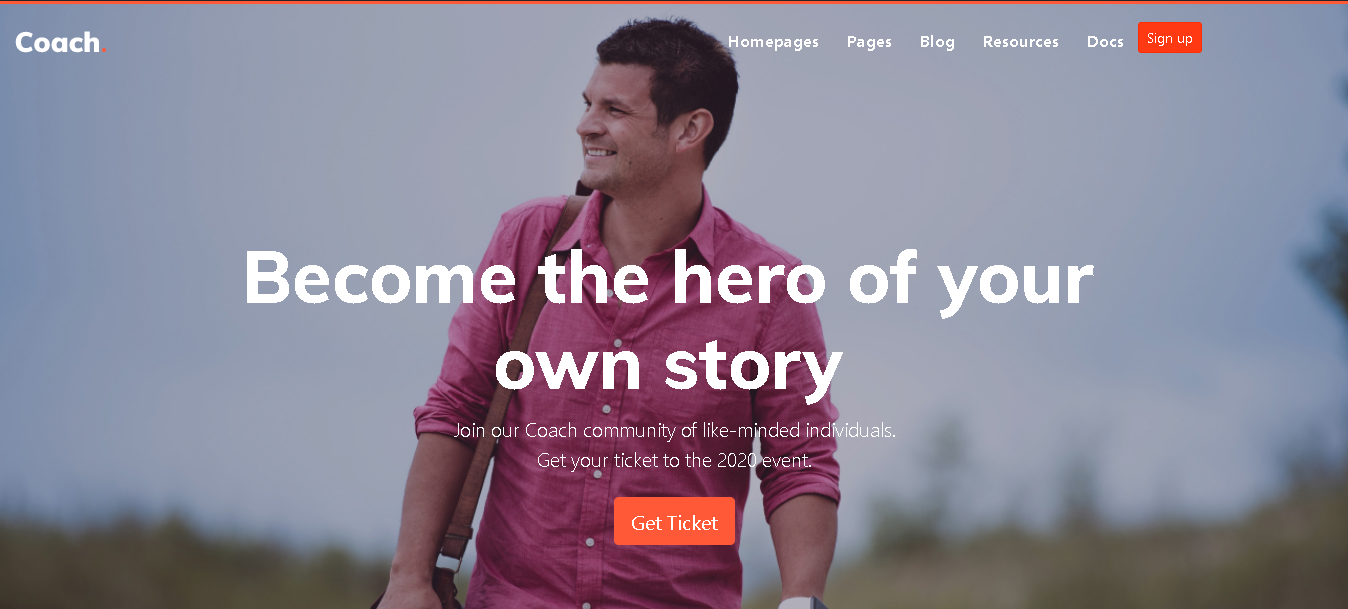 Coach.
Homepages Pages Blog Resources Docs Sign up
Become the hero of your
own story
Join our Coach community of like-minded individuals.
Get your ticket to the 2020 event.
Get Ticket